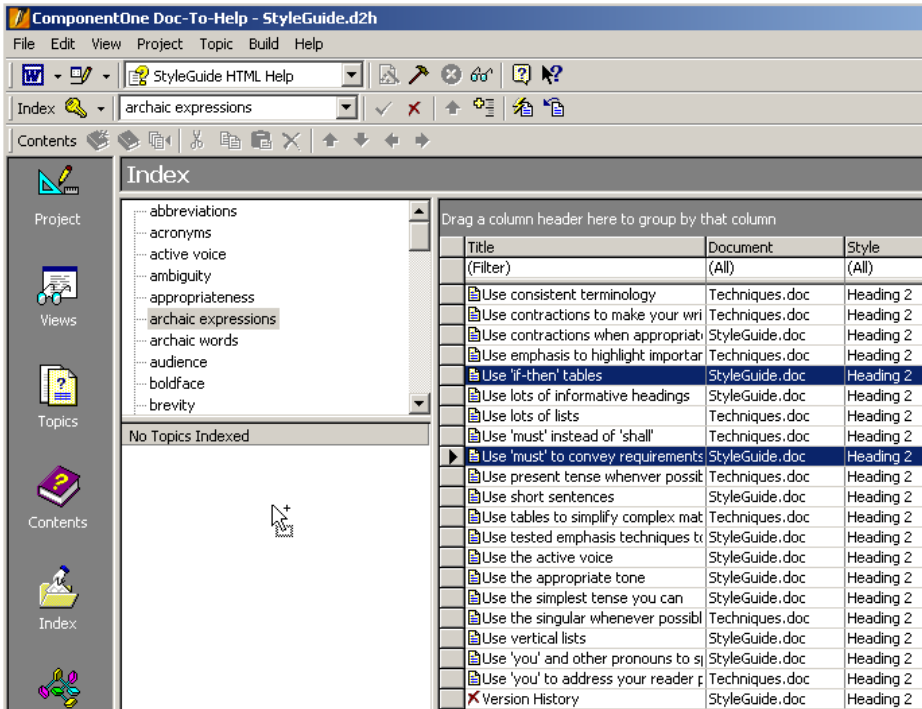 ComponentOne Doc-To-Help - StyleGuide.d2h
File Edit View Project Topic Build Help
StyleGuide HTML Help
Index archaic expressions
Contents
Index
Project
Views
Topics
Contents
Index
abbreviations
acronyms
active voice
ambiguity
appropriateness
archaic expressions
archaic words
audience
boldface
brevity
No Topics Indexed
Drag a column header here to group by that column
Title Document Style
(Filter) (All) (All)
Use consistent terminology Techniques.doc Heading 2
Use contractions to make your wri Techniques.doc Heading 2
Use contractions when appropriat StyleGuide.doc Heading 2
Use emphasis to highlight importar Techniques.doc Heading 2
Use 'if-then' tables StyleGuide.doc Heading 2
Use lots of informative headings StyleGuide.doc Heading 2
Use lots of lists Techniques.doc Heading 2
Use 'must' instead of 'shall' Techniques.doc Heading 2
Use 'must' to convey requirements StyleGuide.doc Heading 2
Use present tense whenver possit Techniques.doc Heading 2
Use short sentences StyleGuide.doc Heading 2
Use tables to simplify complex mat Techniques.doc Heading 2
Use tested emphasis techniques to StyleGuide.doc Heading 2
Use the active voice StyleGuide.doc Heading 2
Use the appropriate tone StyleGuide.doc Heading 2
Use the simplest tense you can StyleGuide.doc Heading 2
Use the singular whenever possibl Techniques.doc Heading 2
Use vertical lists StyleGuide.doc Heading 2
Use 'you' and other pronouns to sp StyleGuide.doc Heading 2
Use 'you' to address your reader Techniques.doc Heading 2
Version History StyleGuide.doc Heading 2